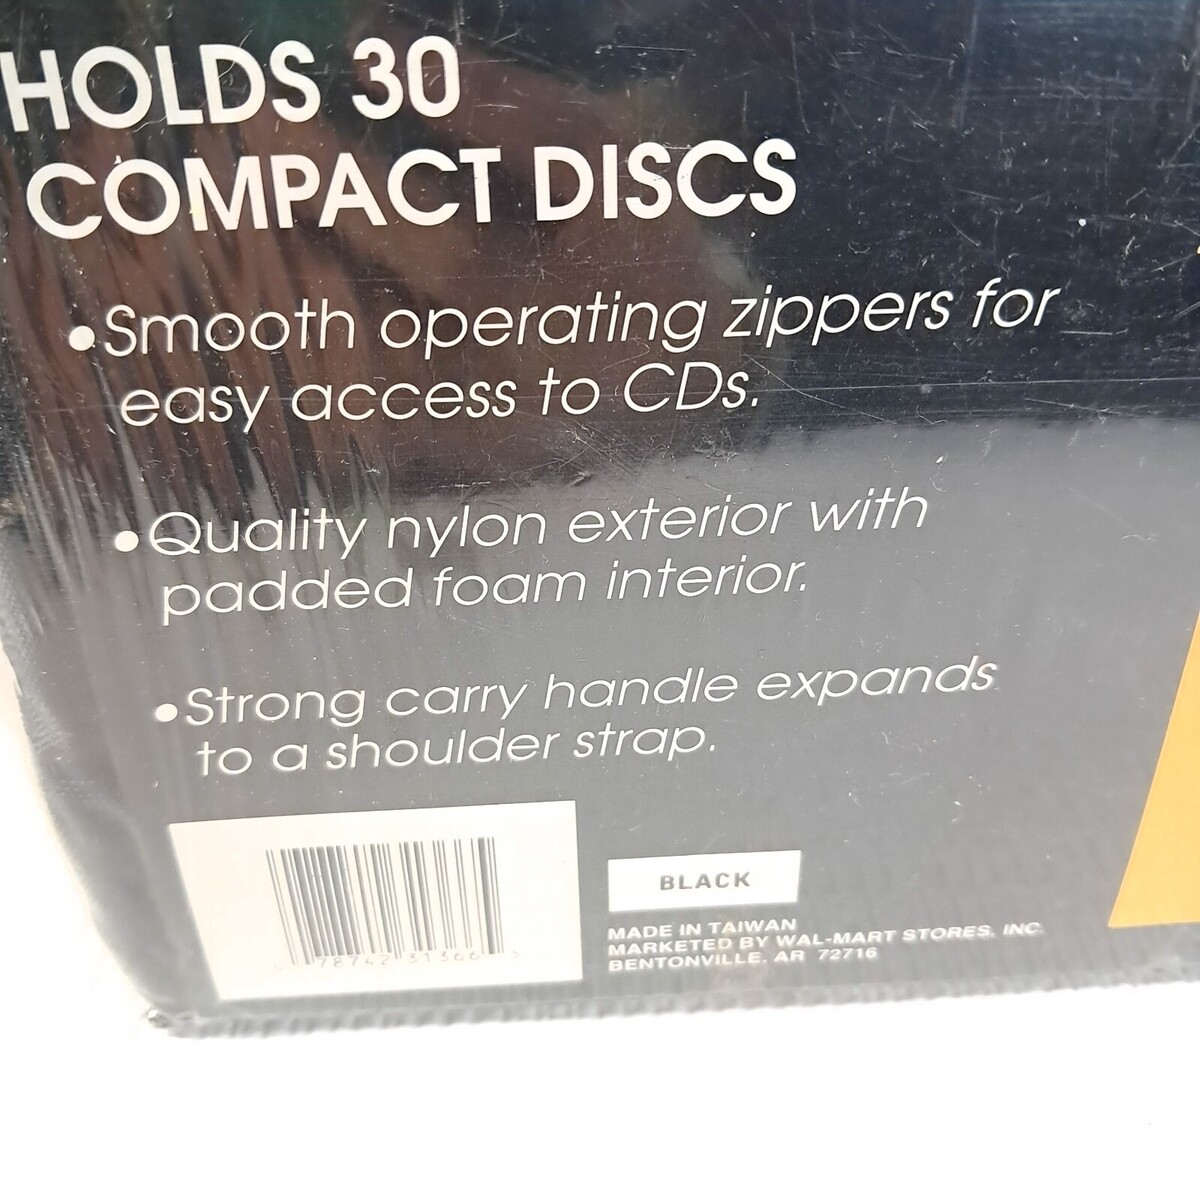 HOLDS 30
COMPACT DISCS
•Smooth operating zippers for
easy access to CDs.
•Quality nylon exterior with
padded foam interior.
•Strong carry handle expands
to a shoulder strap.
78742 31366
BLACK
MADE IN TAIWAN
MARKETED BY WAL-MART STORES, INC.
BENTONVILLE, AR 72716